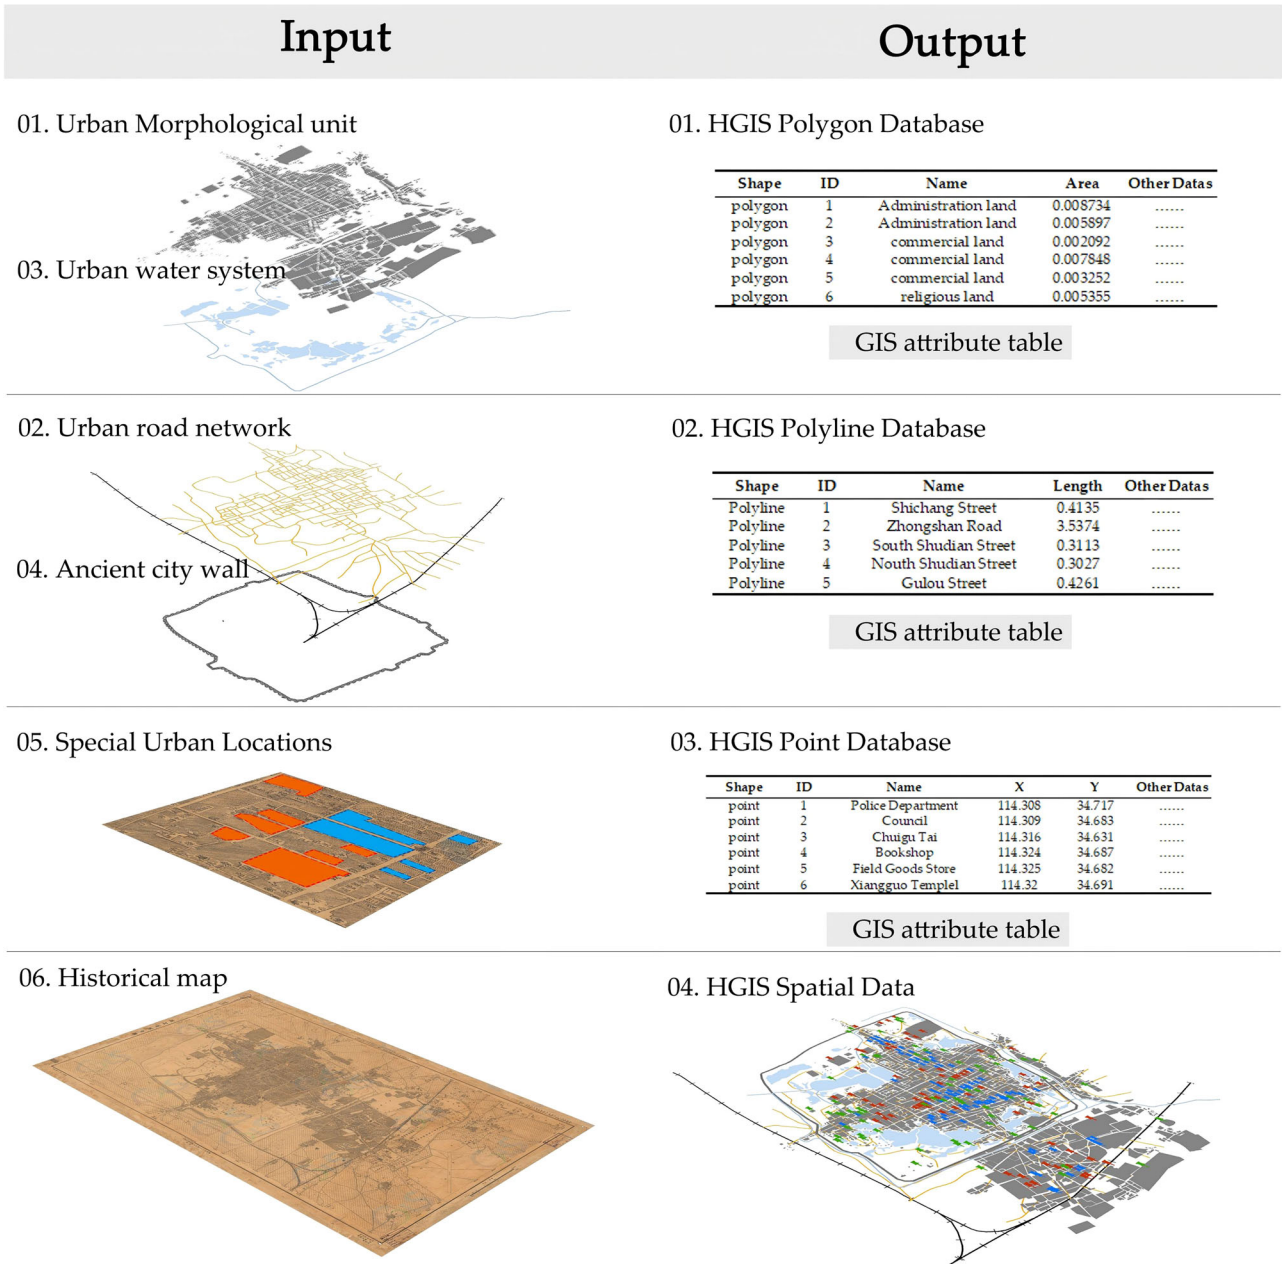 Input
Output
01. Urban Morphological unit
03. Urban water system
01. HGIS Polygon Database
Shape ID Name Area Other Datas
polygon 1 Administration land 0.008734 ......
polygon 2 Administration land 0.005897 ......
polygon 3 commercial land 0.002092 ......
polygon 4 commercial land 0.007848 ......
polygon 5 commercial land 0.003252 ......
polygon 6 religious land 0.005355 ......
GIS attribute table
02. Urban road network
04. Ancient city wall
02. HGIS Polyline Database
Shape ID Name Length Other Datas
Polyline 1 Shichang Street 0.4135 ......
Polyline 2 Zhongshan Road 3.5374 ......
Polyline 3 South Shudian Street 0.3113 ......
Polyline 4 Nouth Shudian Street 0.3027 ......
Polyline 5 Gulou Street 0.4261 ......
GIS attribute table
05. Special Urban Locations
03. HGIS Point Database
Shape ID Name X Y Other Datas
point 1 Police Department 114.308 34.717 ......
point 2 Council 114.309 34.683 ......
point 3 Chuigu Tai 114.316 34.631 ......
point 4 Bookshop 114.324 34.687 ......
point 5 Field Goods Store 114.325 34.682 ......
point 6 Xiangguo Templel 114.32 34.691 ......
GIS attribute table
06. Historical map
04. HGIS Spatial Data